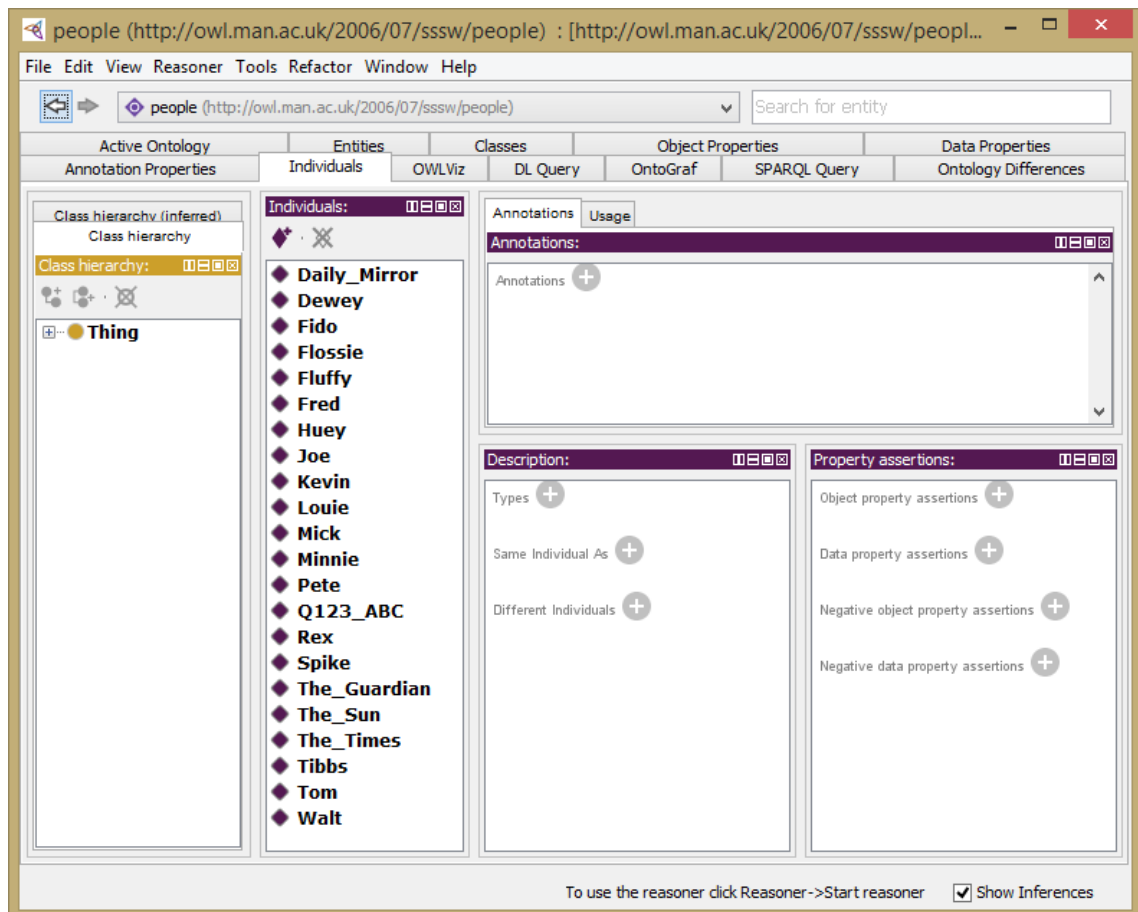 people (http://owl.man.ac.uk/2006/07/sssw/people) : [http://owl.man.ac.uk/2006/07/sssw/peopl...
File Edit View Reasoner Tools Refactor Window Help
people (http://owl.man.ac.uk/2006/07/sssw/people)
Search for entity
Active Ontology Entities Classes Object Properties Data Properties
Annotation Properties Individuals OWLViz DL Query OntoGraf SPARQL Query Ontology Differences
Class hierarchy (inferred)
Class hierarchy
Class hierarchy:
Thing
Individuals:
Daily_Mirror
Dewey
Fido
Flossie
Fluffy
Fred
Huey
Joe
Kevin
Louie
Mick
Minnie
Pete
Q123_ABC
Rex
Spike
The_Guardian
The_Sun
The_Times
Tibbs
Tom
Walt
Annotations Usage
Annotations:
Annotations
Description:
Types
Same Individual As
Different Individuals
Property assertions:
Object property assertions
Data property assertions
Negative object property assertions
Negative data property assertions
To use the reasoner click Reasoner->Start reasoner Show Inferences